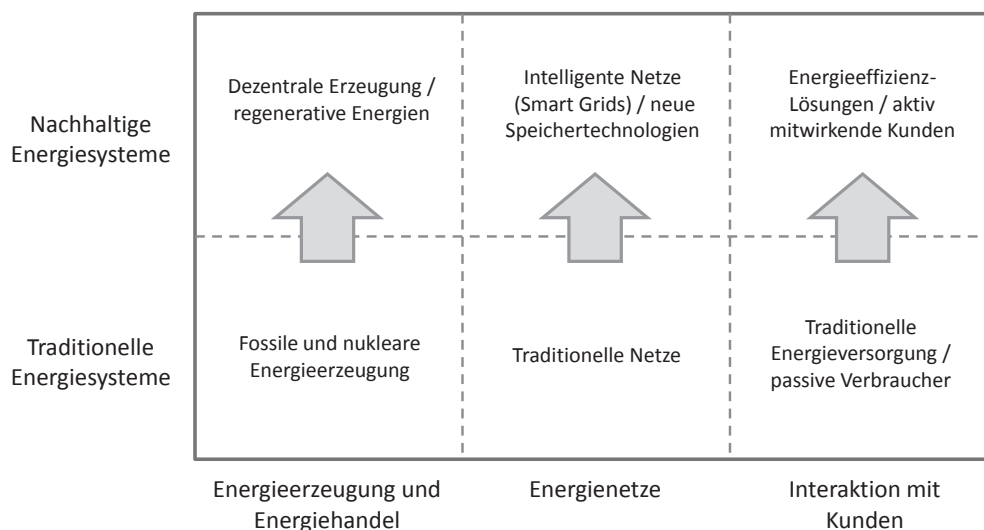 Nachhaltige
Energiesysteme
Dezentrale Erzeugung /
regenerative Energien
Intelligente Netze
(Smart Grids) / neue
Speichertechnologien
Energieeffizienz-
Lösungen / aktiv
mitwirkende Kunden
Traditionelle
Energiesysteme
Fossile und nukleare
Energieerzeugung
Traditionelle Netze
Traditionelle
Energieversorgung /
passive Verbraucher
Energieerzeugung und
Energiehandel
Energienetze
Interaktion mit
Kunden